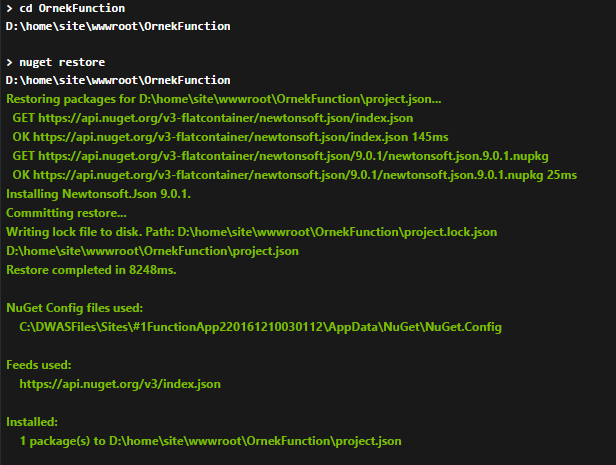 > cd OrnekFunction
D:\home\site\wwwroot\OrnekFunction
> nuget restore
D:\home\site\wwwroot\OrnekFunction
Restoring packages for D:\home\site\wwwroot\OrnekFunction\project.json...
GET https://api.nuget.org/v3-flatcontainer/newtonsoft.json/index.json
OK https://api.nuget.org/v3-flatcontainer/newtonsoft.json/index.json 145ms
GET https://api.nuget.org/v3-flatcontainer/newtonsoft.json/9.0.1/newtonsoft.json.9.0.1.nupkg
OK https://api.nuget.org/v3-flatcontainer/newtonsoft.json/9.0.1/newtonsoft.json.9.0.1.nupkg 25ms
Installing Newtonsoft.Json 9.0.1.
Committing restore...
Writing lock file to disk. Path: D:\home\site\wwwroot\OrnekFunction\project.lock.json
D:\home\site\wwwroot\OrnekFunction\project.json
Restore completed in 8248ms.
NuGet Config files used:
C:\DWASFiles\Sites\#1FunctionApp220161210030112\AppData\NuGet\NuGet.Config
Feeds used:
https://api.nuget.org/v3/index.json
Installed:
1 package(s) to D:\home\site\wwwroot\OrnekFunction\project.json